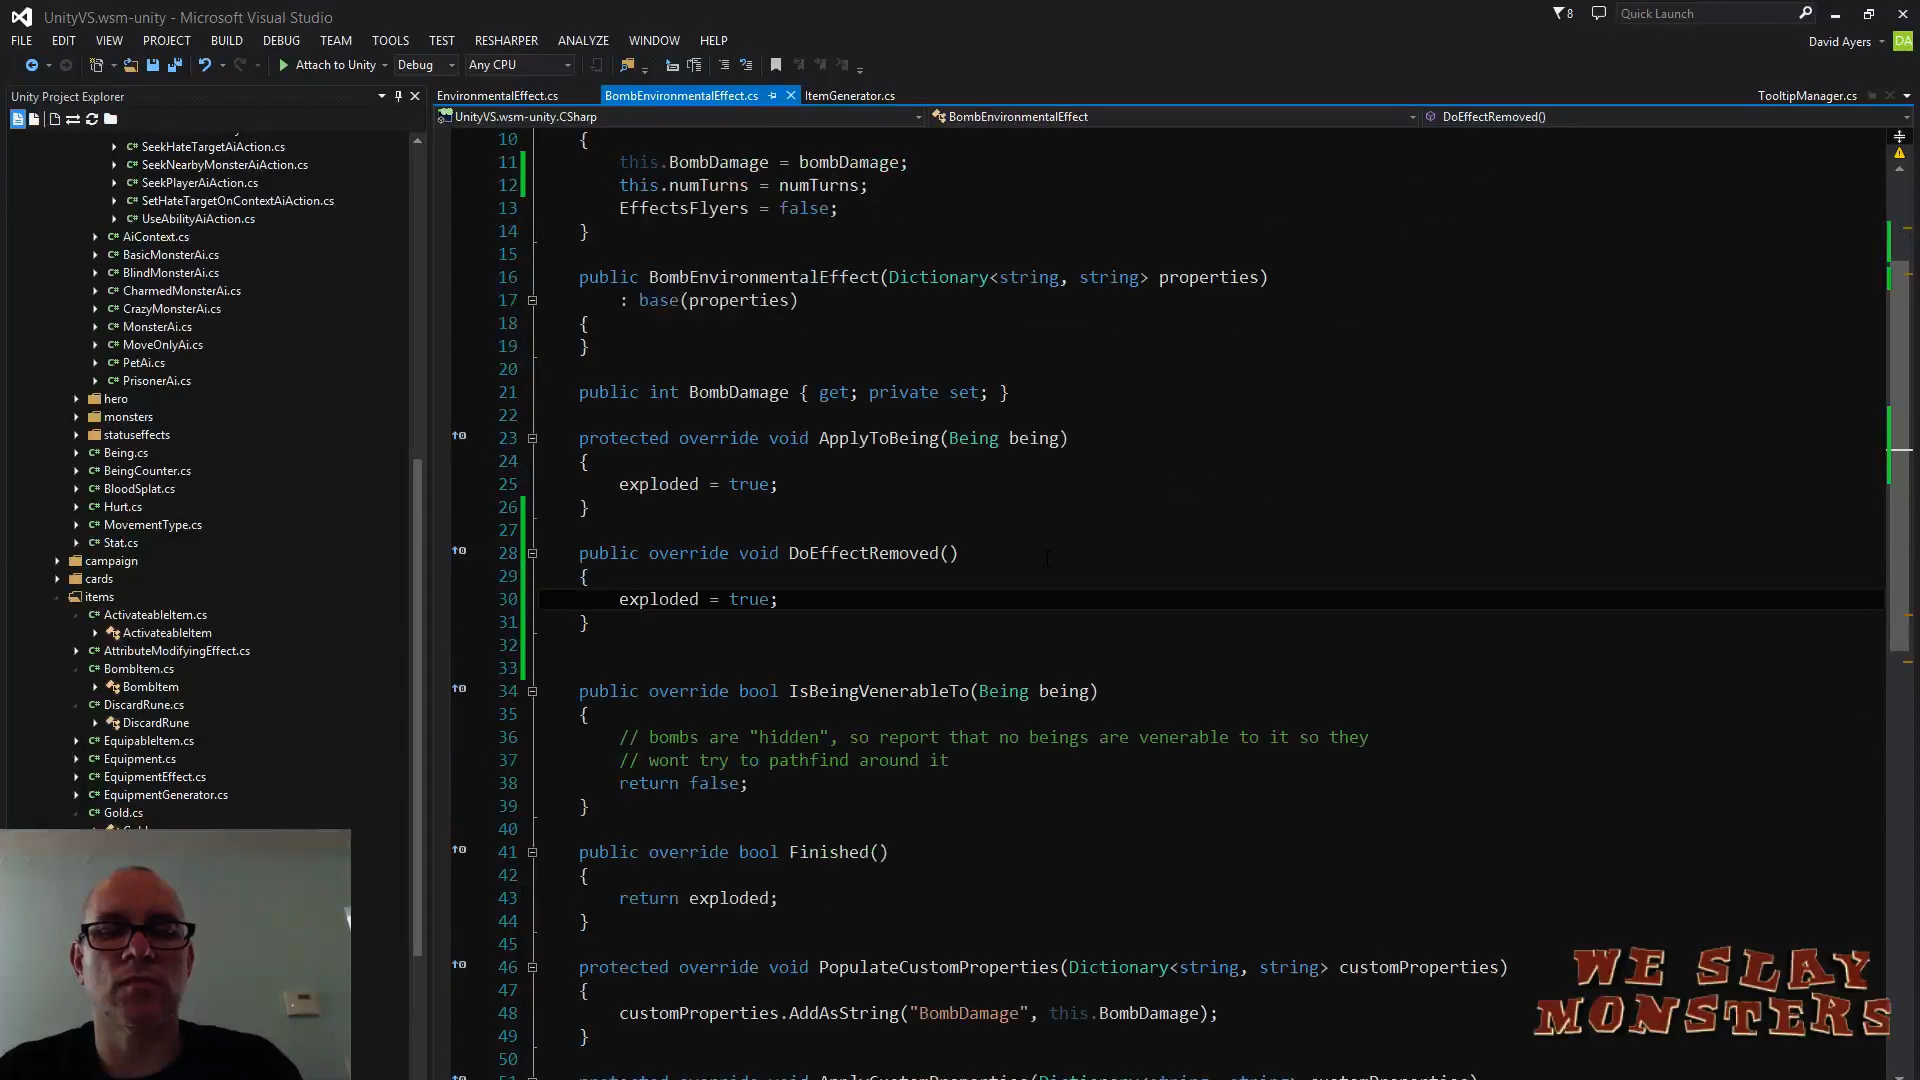 UnityVS.wsm-unity - Microsoft Visual Studio
8
Quick Launch
FILE EDIT VIEW PROJECT BUILD DEBUG TEAM TOOLS TEST RESHARPER ANALYZE WINDOW HELP
David Ayers DA
Attach to Unity Debug Any CPU
Unity Project Explorer
EnvironmentalEffect.cs BombEnvironmentalEffect.cs ItemGenerator.cs TooltipManager.cs
UnityVS.wsm-unity.CSharp BombEnvironmentalEffect DoEffectRemoved()
SeekHateTargetAiAction.cs
SeekNearbyMonsterAiAction.cs
SeekPlayerAiAction.cs
SetHateTargetOnContextAiAction.cs
UseAbilityAiAction.cs
AiContext.cs
BasicMonsterAi.cs
BlindMonsterAi.cs
CharmedMonsterAi.cs
CrazyMonsterAi.cs
MonsterAi.cs
MoveOnlyAi.cs
PetAi.cs
PrisonerAi.cs
hero
monsters
statuseffects
Being.cs
BeingCounter.cs
BloodSplat.cs
Hurt.cs
MovementType.cs
Stat.cs
campaign
cards
items
ActivateableItem.cs
ActivateableItem
AttributeModifyingEffect.cs
BombItem.cs
BombItem
DiscardRune.cs
DiscardRune
EquipableItem.cs
Equipment.cs
EquipmentEffect.cs
EquipmentGenerator.cs
Gold.cs
10 {
11 this.BombDamage = bombDamage;
12 this.numTurns = numTurns;
13 EffectsFlyers = false;
14 }
15
16 public BombEnvironmentalEffect(Dictionary<string, string> properties)
17 : base(properties)
18 {
19 }
20
21 public int BombDamage { get; private set; }
22
23 protected override void ApplyToBeing(Being being)
24 {
25 exploded = true;
26 }
27
28 public override void DoEffectRemoved()
29 {
30 exploded = true;
31 }
32
33
34 public override bool IsBeingVenerableTo(Being being)
35 {
36 // bombs are "hidden", so report that no beings are venerable to it so they
37 // wont try to pathfind around it
38 return false;
39 }
40
41 public override bool Finished()
42 {
43 return exploded;
44 }
45
46 protected override void PopulateCustomProperties(Dictionary<string, string> customProperties)
47 {
48 customProperties.AddAsString("BombDamage", this.BombDamage);
49 }
50
WE SLAY
MONSTERS